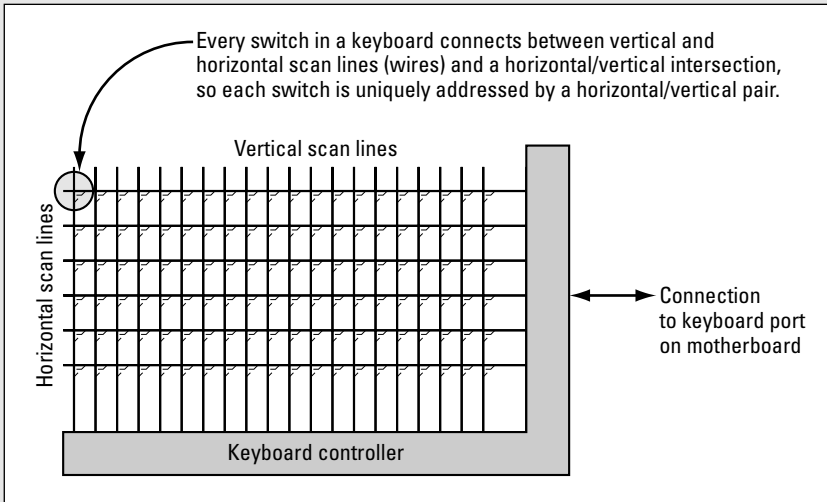 Every switch in a keyboard connects between vertical and
horizontal scan lines (wires) and a horizontal/vertical intersection,
so each switch is uniquely addressed by a horizontal/vertical pair.
Vertical scan lines
Horizontal scan lines
Connection
to keyboard port
on motherboard
Keyboard controller